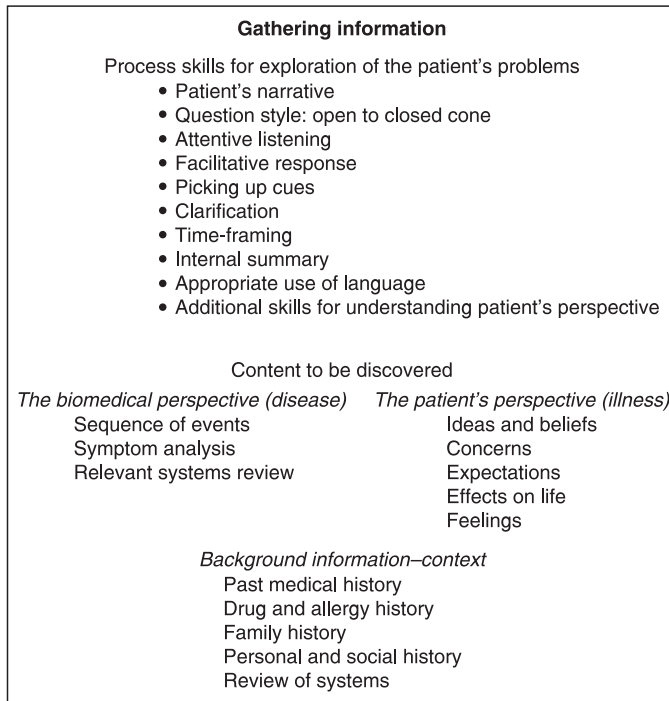 Gathering information
Process skills for exploration of the patient's problems
• Patient's narrative
• Question style: open to closed cone
• Attentive listening
• Facilitative response
• Picking up cues
• Clarification
• Time-framing
• Internal summary
• Appropriate use of language
• Additional skills for understanding patient's perspective
Content to be discovered
The biomedical perspective (disease)
Sequence of events
Symptom analysis
Relevant systems review
The patient's perspective (illness)
Ideas and beliefs
Concerns
Expectations
Effects on life
Feelings
Background information–context
Past medical history
Drug and allergy history
Family history
Personal and social history
Review of systems